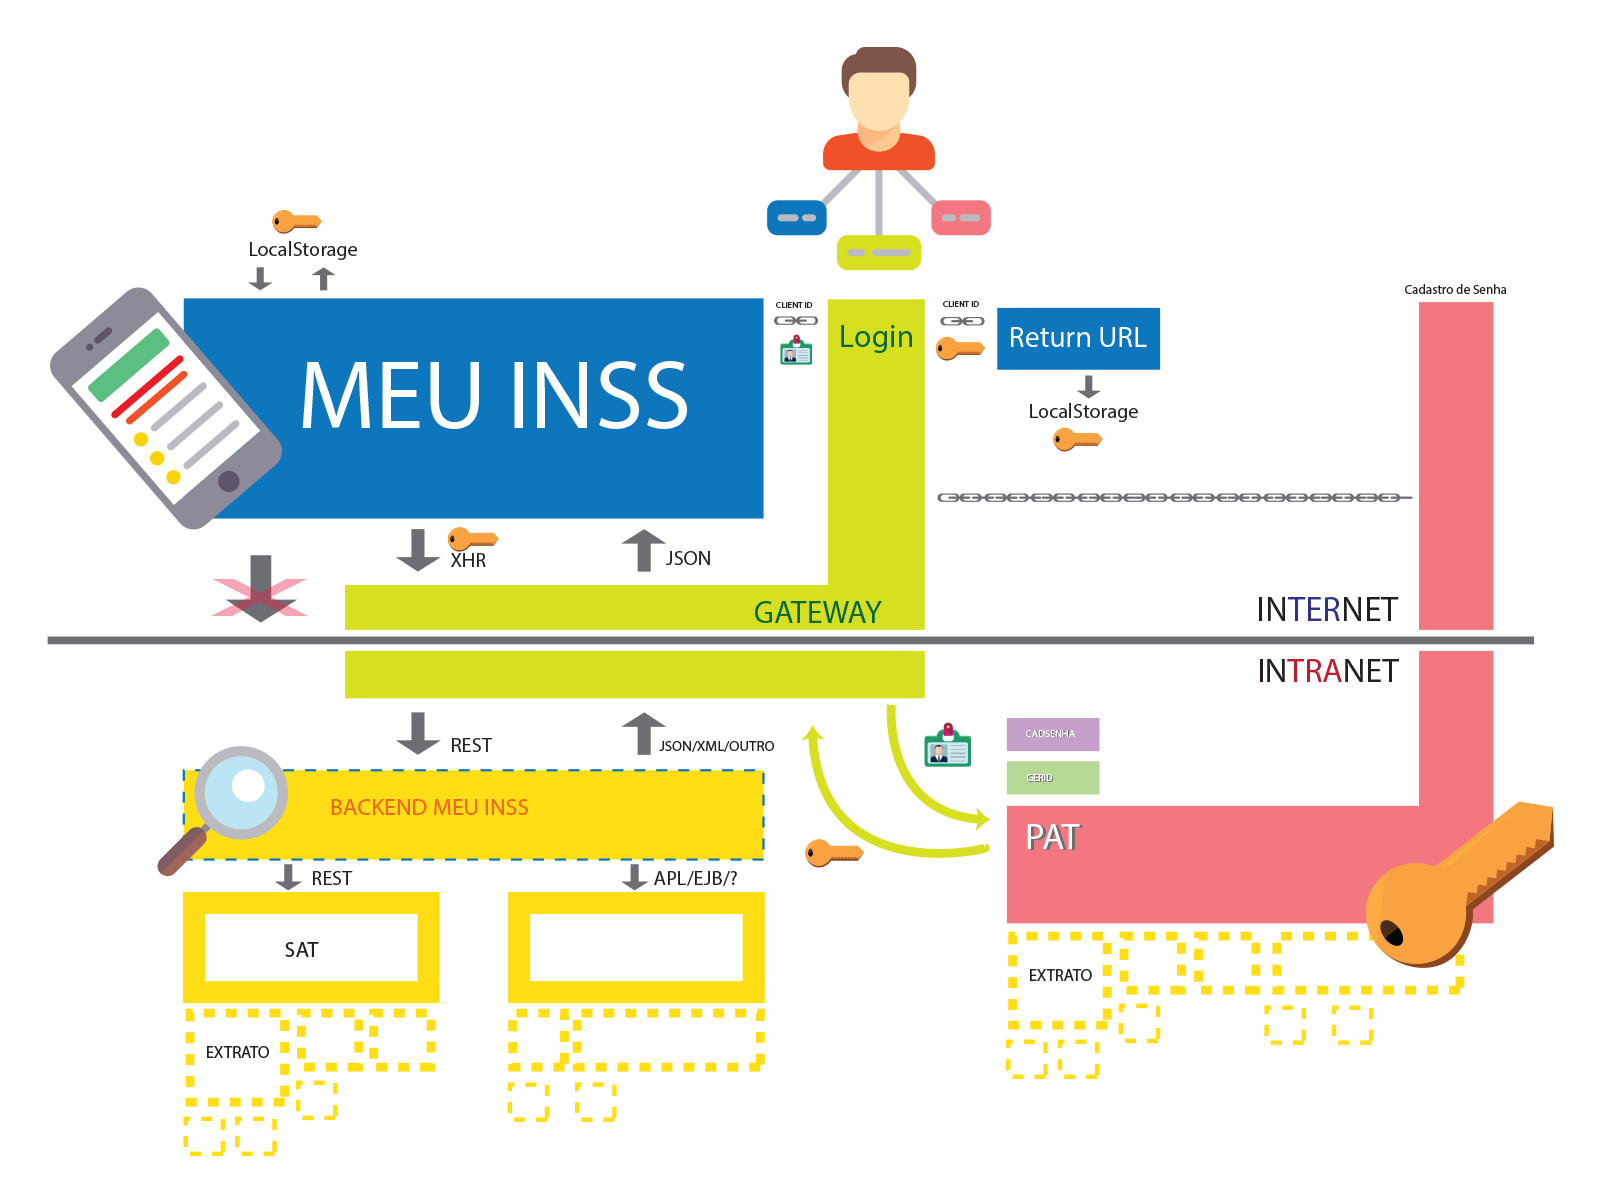 LocalStorage
MEU INSS
CLIENT ID
Login
CLIENT ID
Return URL
LocalStorage
Cadastro de Senha
XHR
JSON
GATEWAY
INTERNET
INTRANET
REST
JSON/XML/OUTRO
CADSENHA
GERID
BACKEND MEU INSS
PAT
REST
APL/EJB/?
SAT
EXTRATO
EXTRATO